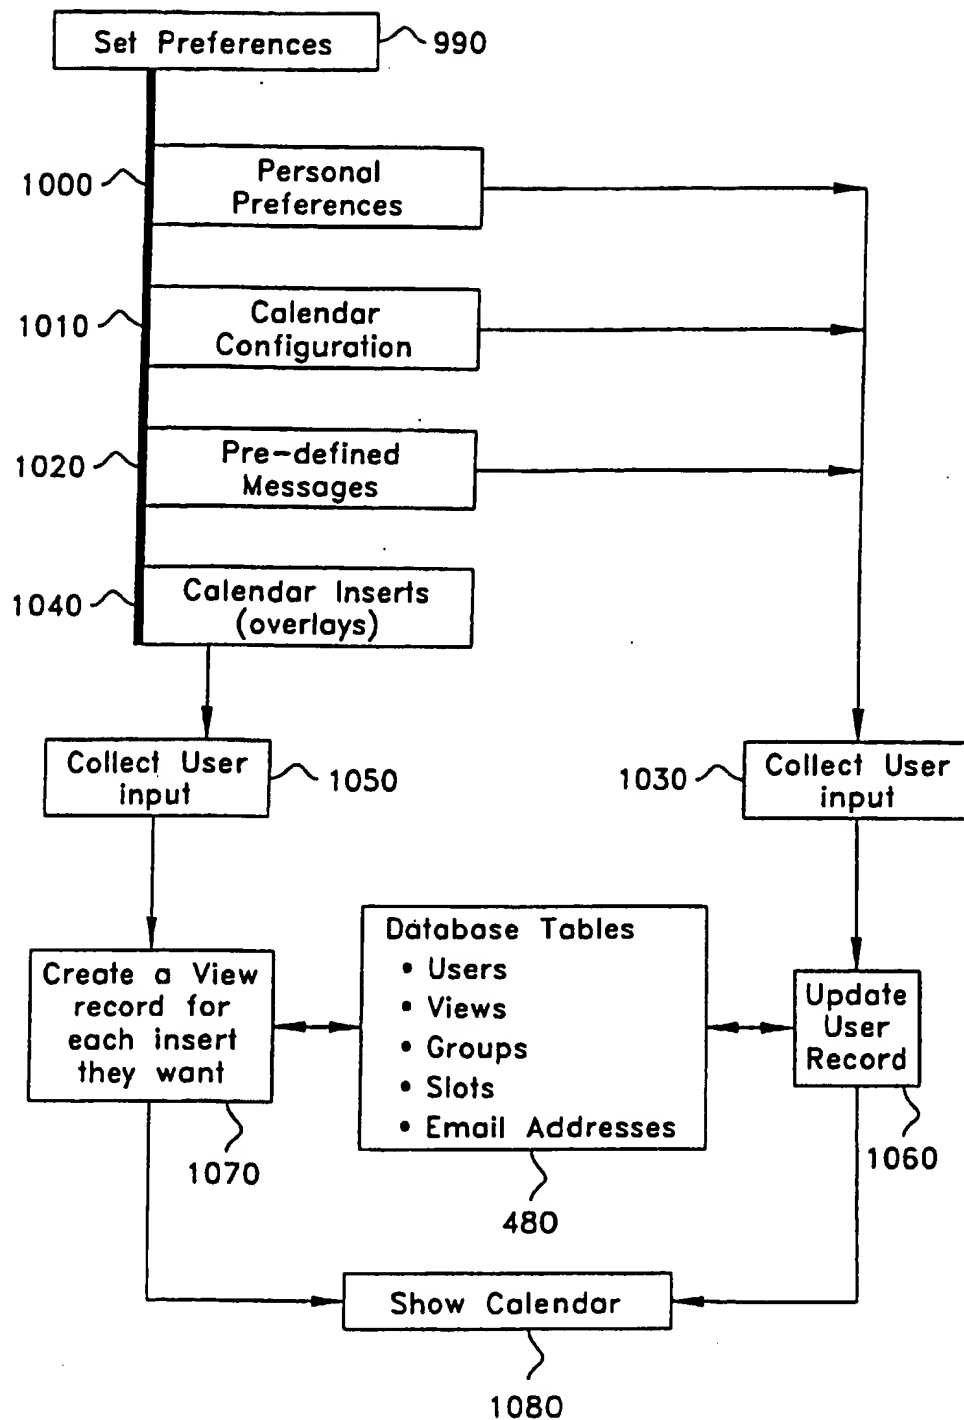 Set Preferences
990
1000
Personal
Preferences
1010
Calendar
Configuration
1020
Pre-defined
Messages
1040
Calendar Inserts
(overlays)
Collect User
input
1050
1030
Collect User
input
Create a View
record for
each insert
they want
1070
Database Tables
• Users
• Views
• Groups
• Slots
• Email Addresses
480
Update
User
Record
1060
Show Calendar
1080